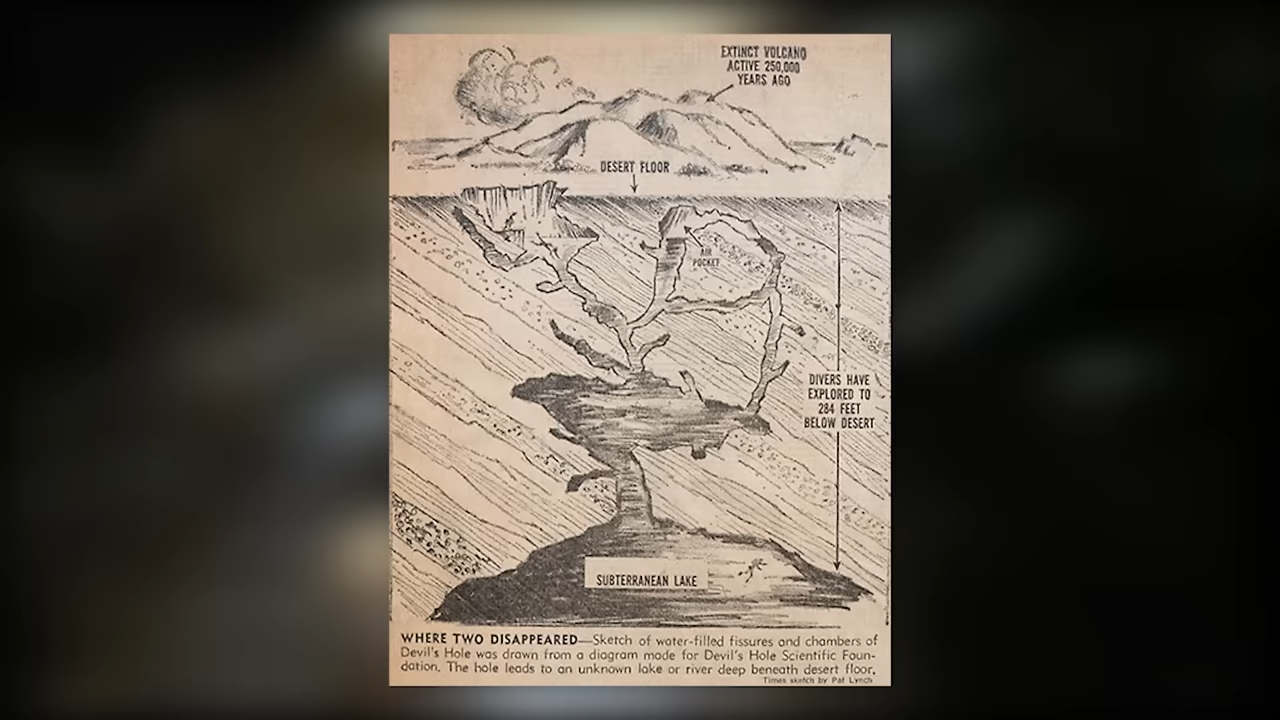 EXTINCT VOLCANO
ACTIVE 250,000
YEARS AGO
DESERT FLOOR
AIR
POCKET
DIVERS HAVE
EXPLORED TO
284 FEET
BELOW DESERT
SUBTERRANEAN LAKE
WHERE TWO DISAPPEARED—Sketch of water-filled fissures and chambers of
Devil's Hole was drawn from a diagram made for Devil's Hole Scientific Foun-
dation. The hole leads to an unknown lake or river deep beneath desert floor.
Times sketch by Pat Lynch